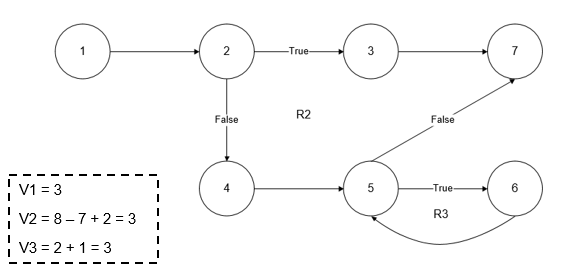 1
2
True
3
7
False
R2
False
4
5
True
6
R3
V1 = 3
V2 = 8 – 7 + 2 = 3
V3 = 2 + 1 = 3